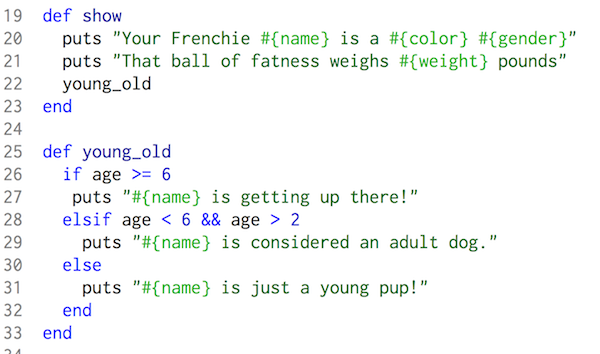 19 def show
20   puts "Your Frenchie #{name} is a #{color} #{gender}"
21   puts "That ball of fatness weighs #{weight} pounds"
22   young_old
23 end
24
25 def young_old
26   if age >= 6
27    puts "#{name} is getting up there!"
28   elsif age < 6 && age > 2
29     puts "#{name} is considered an adult dog."
30   else
31     puts "#{name} is just a young pup!"
32   end
33 end